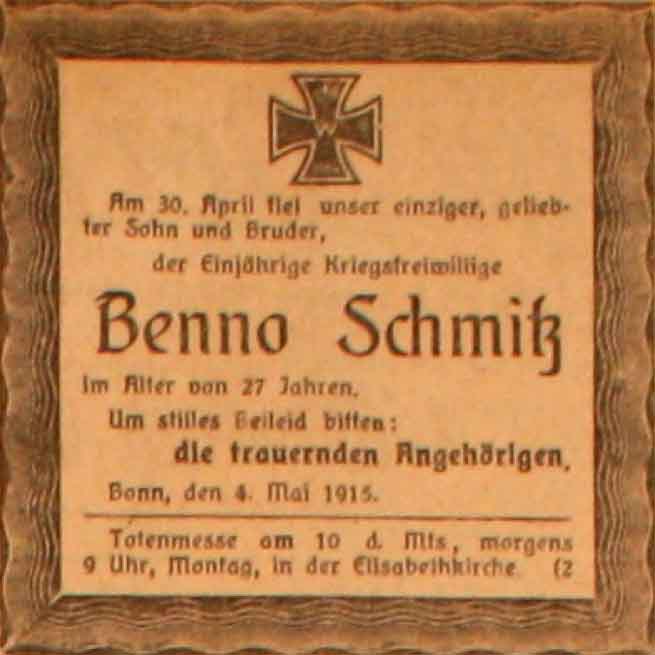 Am 30. April fiel unser einziger, gelieb-
ter Sohn und Bruder,
der Einjährige Kriegsfreiwillige
Benno Schmitz
im Alter von 27 Jahren.
Um stilles Beileid bitten:
die trauernden Angehörigen.
Bonn, den 4. Mai 1915.
Totenmesse am 10 d. Mts., morgens
9 Uhr, Montag, in der Elisabethkirche. (2